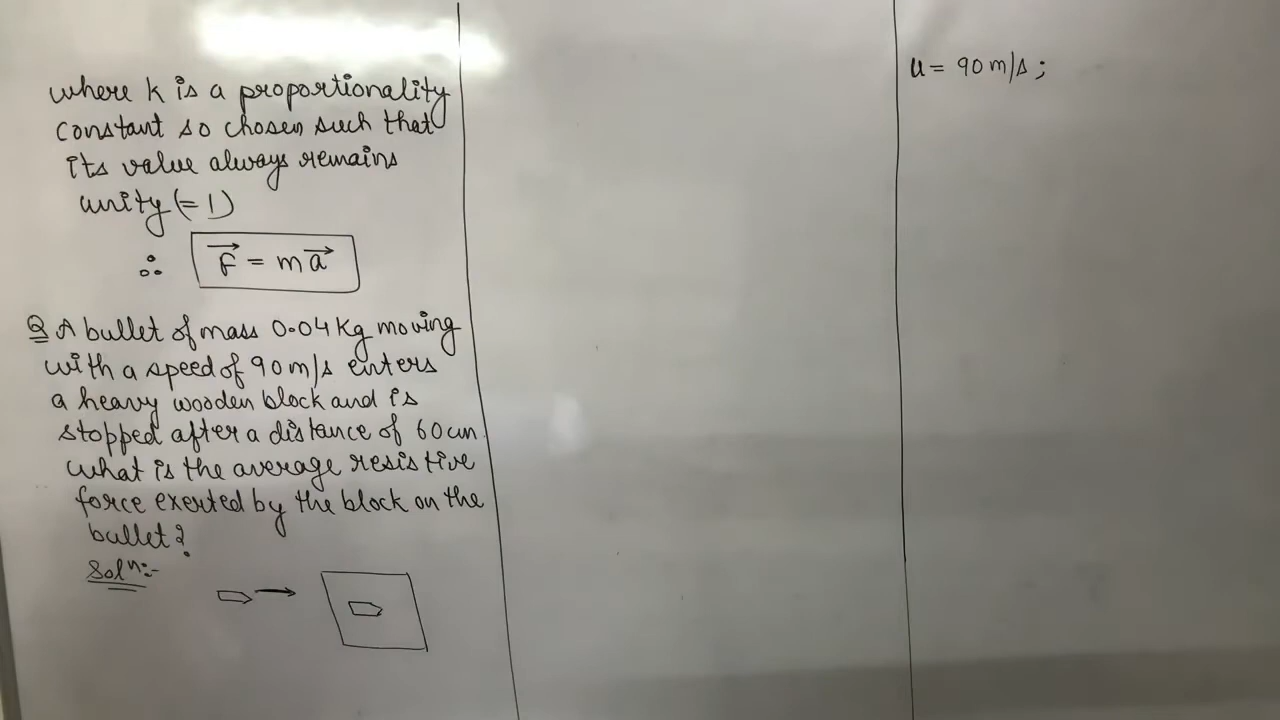 where K is a proportionality
constant so chosen such that
its value always remains
unity (= 1)
∴ F⃗ = ma⃗
Q A bullet of mass 0.04 Kg moving
with a speed of 90 m/s enters
a heavy wooden block and is
stopped after a distance of 60 cm.
what is the average resistive
force exerted by the block on the
bullet?
Solⁿ:-
u = 90 m/s ;